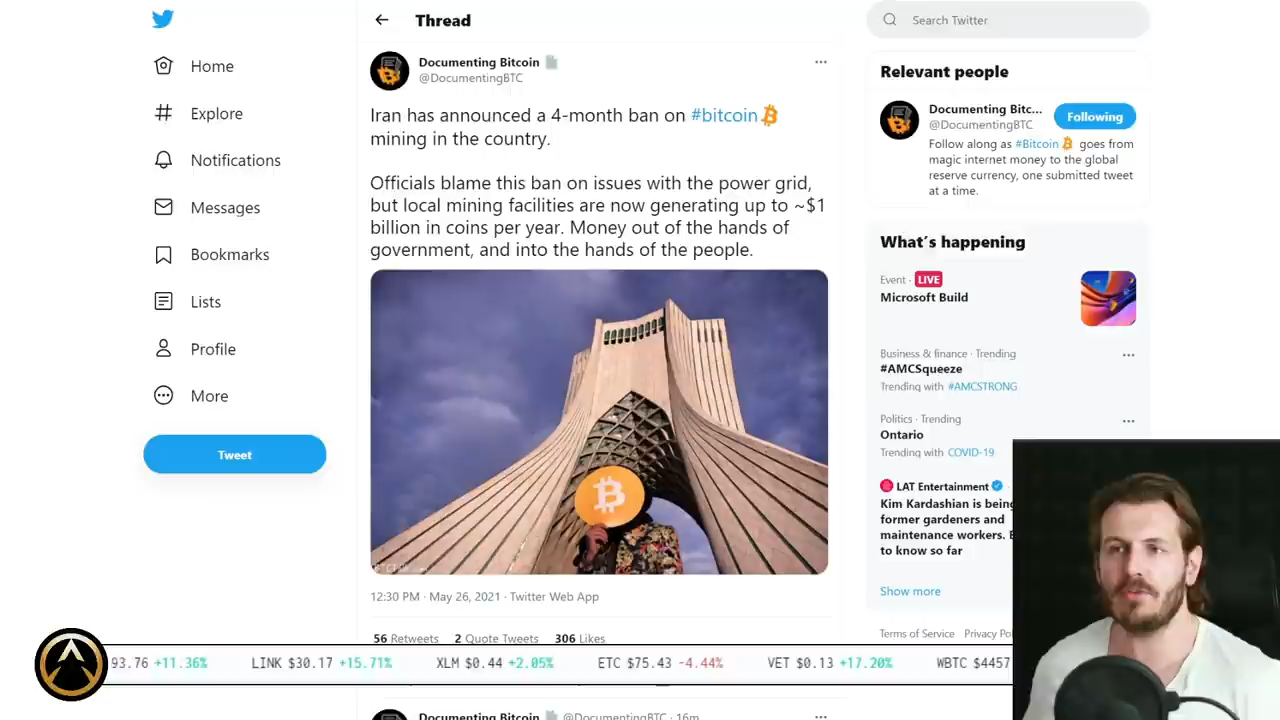 Home
Explore
Notifications
Messages
Bookmarks
Lists
Profile
More
Tweet
Thread
Documenting Bitcoin
@DocumentingBTC
Iran has announced a 4-month ban on #bitcoin
mining in the country.
Officials blame this ban on issues with the power grid,
but local mining facilities are now generating up to ~$1
billion in coins per year. Money out of the hands of
government, and into the hands of the people.
12:30 PM · May 26, 2021 · Twitter Web App
56 Retweets 2 Quote Tweets 306 Likes
Documenting Bitcoin @DocumentingBTC · 16m
Search Twitter
Relevant people
Documenting Bitc...
@DocumentingBTC
Following
Follow along as #Bitcoin goes from
magic internet money to the global
reserve currency, one submitted tweet
at a time.
What's happening
Event · LIVE
Microsoft Build
Business & finance · Trending
#AMCSqueeze
Trending with #AMCSTRONG
Politics · Trending
Ontario
Trending with COVID-19
LAT Entertainment ·
Kim Kardashian is being
former gardeners and
maintenance workers.
to know so far
Show more
Terms of Service Privacy Po
93.76 +11.36% LINK $30.17 +15.71% XLM $0.44 +2.05% ETC $75.43 -4.44% VET $0.13 +17.20% WBTC $4457